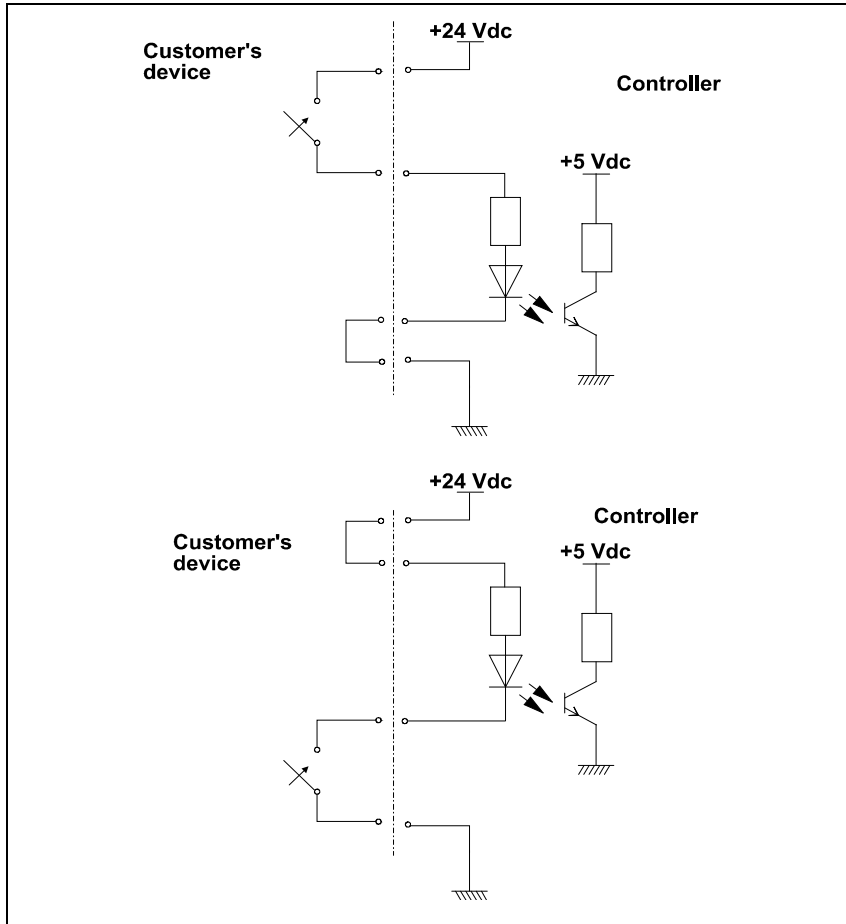 +24 Vdc
Customer's
device
Controller
+5 Vdc
+24 Vdc
Controller
Customer's
device
+5 Vdc